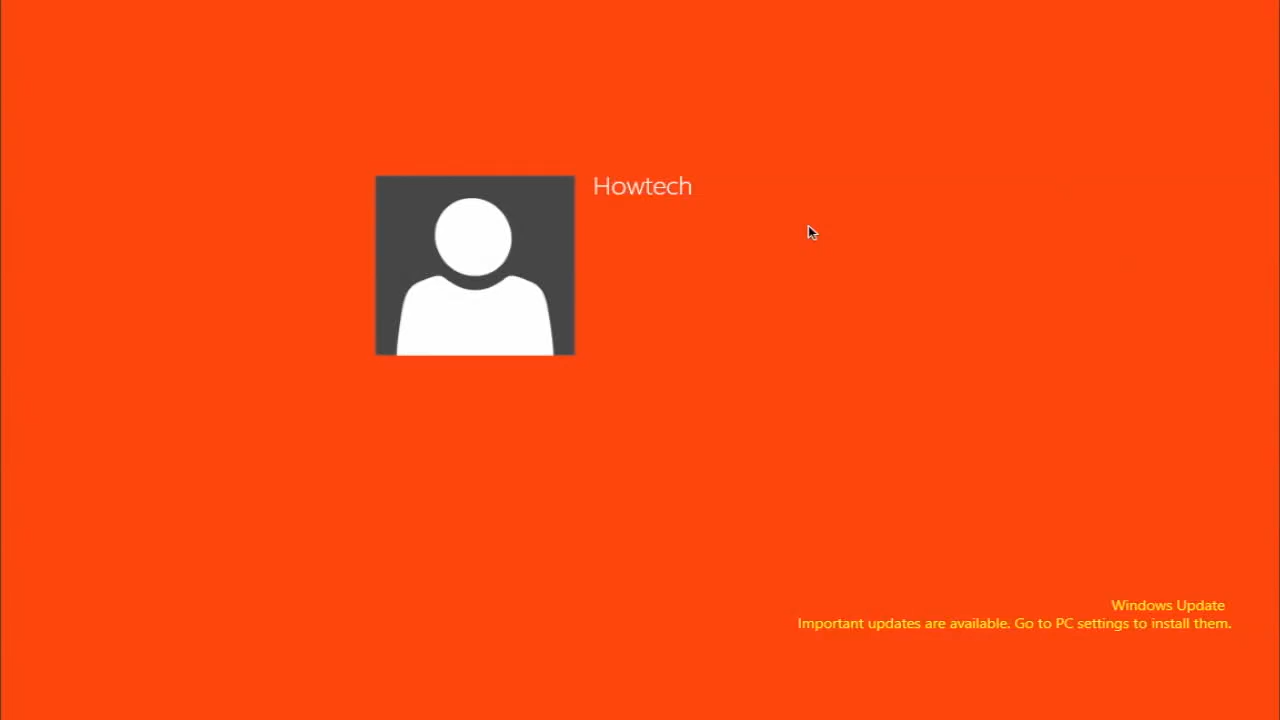 Howtech
Windows Update
Important updates are available. Go to PC settings to install them.